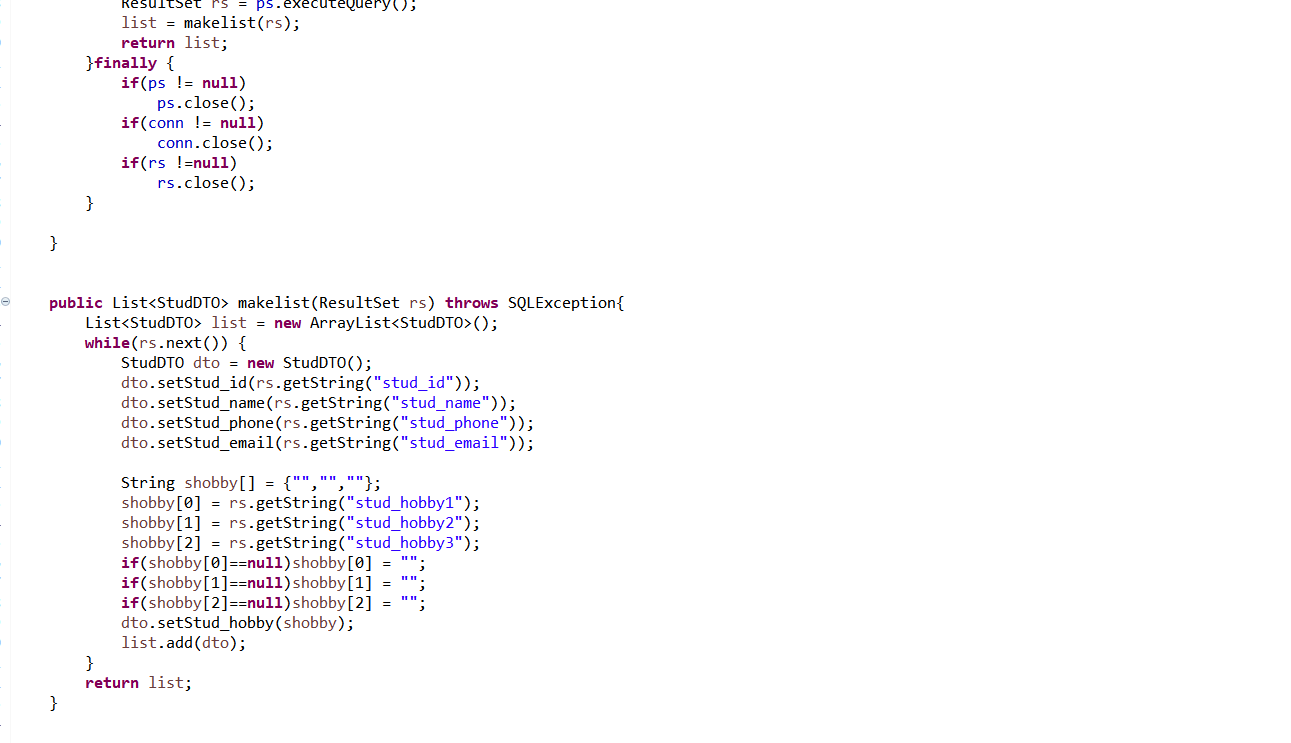 ResultSet rs = ps.executeQuery();
list = makelist(rs);
return list;
}finally {
if(ps != null)
ps.close();
if(conn != null)
conn.close();
if(rs !=null)
rs.close();
}
}
public List<StudDTO> makelist(ResultSet rs) throws SQLException{
List<StudDTO> list = new ArrayList<StudDTO>();
while(rs.next()) {
StudDTO dto = new StudDTO();
dto.setStud_id(rs.getString("stud_id"));
dto.setStud_name(rs.getString("stud_name"));
dto.setStud_phone(rs.getString("stud_phone"));
dto.setStud_email(rs.getString("stud_email"));
String shobby[] = {"","",""};
shobby[0] = rs.getString("stud_hobby1");
shobby[1] = rs.getString("stud_hobby2");
shobby[2] = rs.getString("stud_hobby3");
if(shobby[0]==null)shobby[0] = "";
if(shobby[1]==null)shobby[1] = "";
if(shobby[2]==null)shobby[2] = "";
dto.setStud_hobby(shobby);
list.add(dto);
}
return list;
}